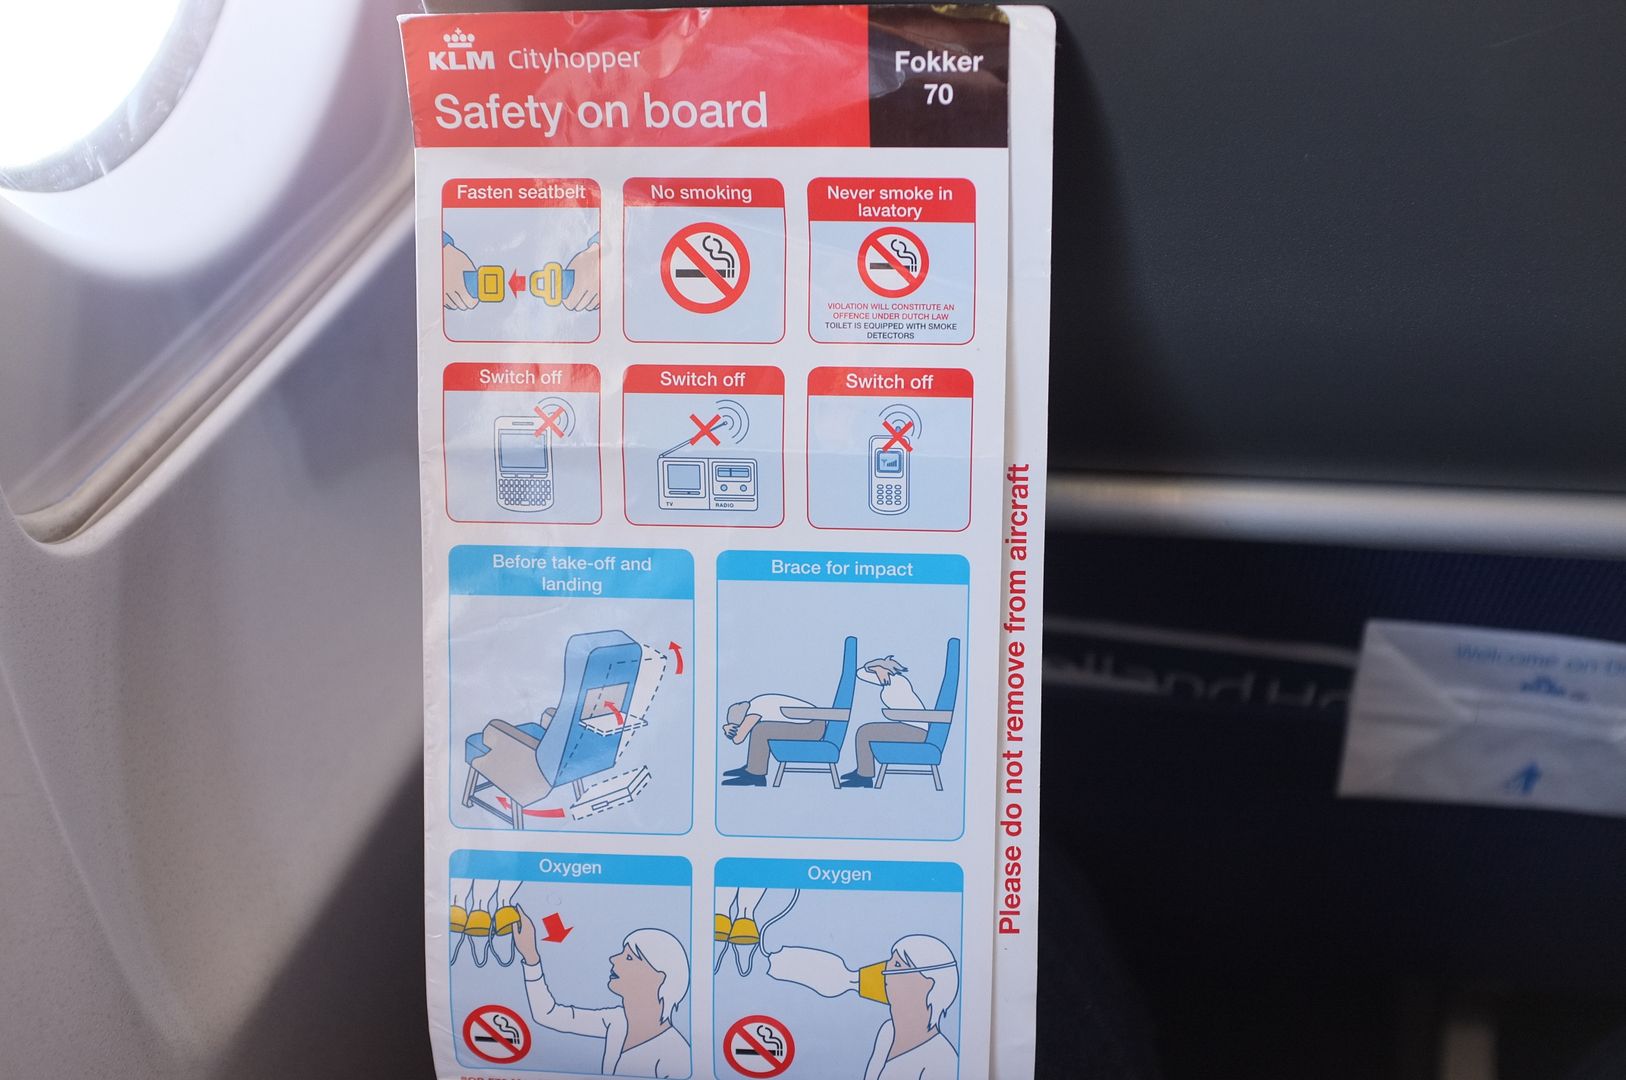 KLM Cityhopper
Safety on board
Fokker
70
Fasten seatbelt
No smoking
Never smoke in
lavatory
VIOLATION WILL CONSTITUTE AN
OFFENCE UNDER DUTCH LAW
TOILET IS EQUIPPED WITH SMOKE
DETECTORS
Switch off
Switch off
TV
RADIO
Switch off
Before take-off and
landing
Brace for impact
Oxygen
Oxygen
Please do not remove from aircraft
Welcome on